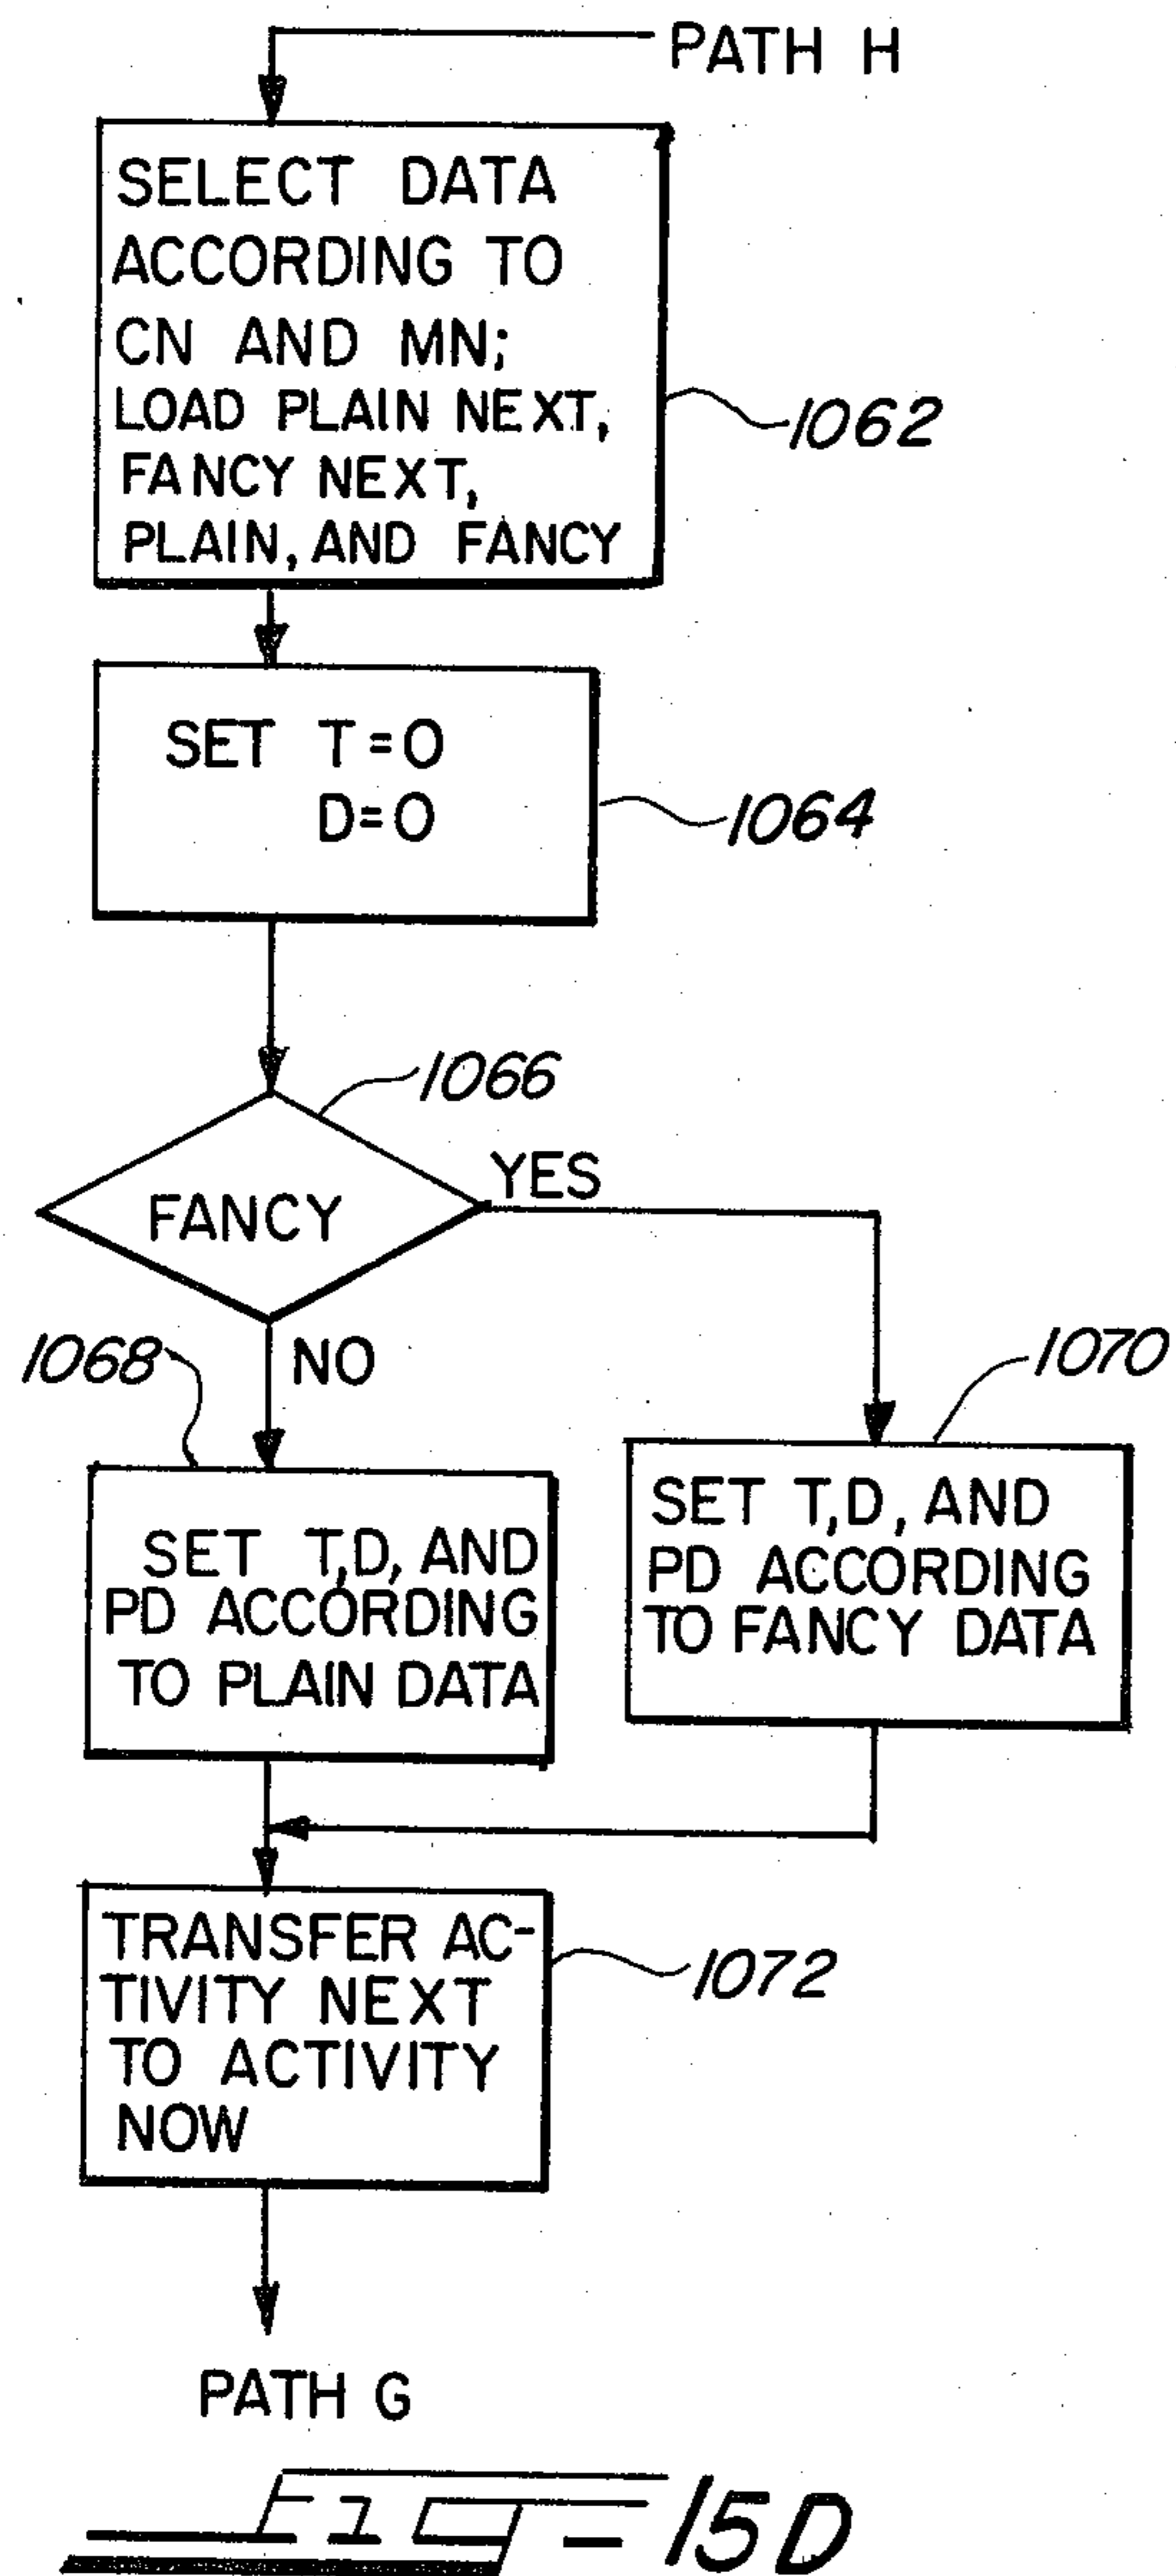 PATH H
SELECT DATA
ACCORDING TO
CN AND MN;
LOAD PLAIN NEXT,
FANCY NEXT,
PLAIN, AND FANCY
1062
SET T=0
D=0
1064
1066
FANCY
YES
NO
1068
1070
SET T,D, AND
PD ACCORDING
TO PLAIN DATA
SET T,D, AND
PD ACCORDING
TO FANCY DATA
TRANSFER AC-
TIVITY NEXT
TO ACTIVITY
NOW
1072
PATH G
FIG-15D